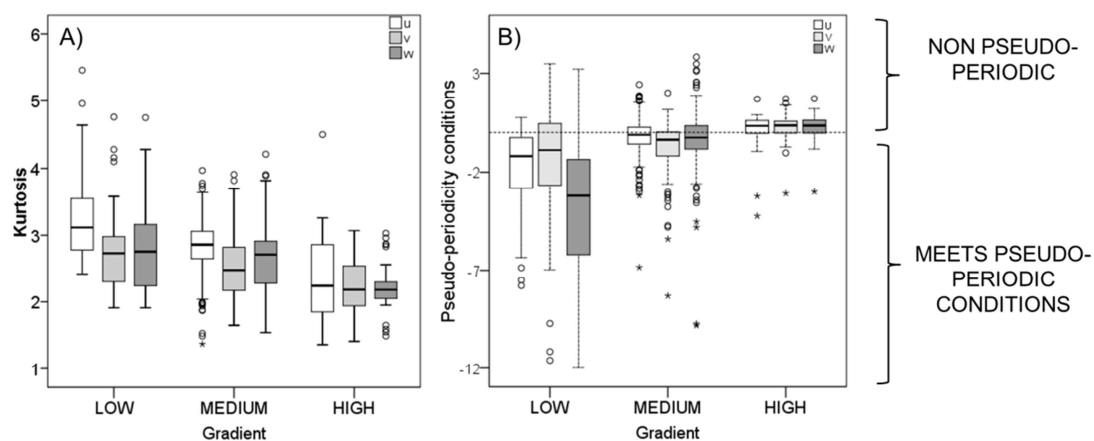 A)
u
v
w
Kurtosis
6
5
4
3
2
1
LOW MEDIUM HIGH
Gradient
B)
u
v
w
Pseudo-periodicity conditions
3
-2
-7
-12
LOW MEDIUM HIGH
Gradient
NON PSEUDO-
PERIODIC
MEETS PSEUDO-
PERIODIC
CONDITIONS